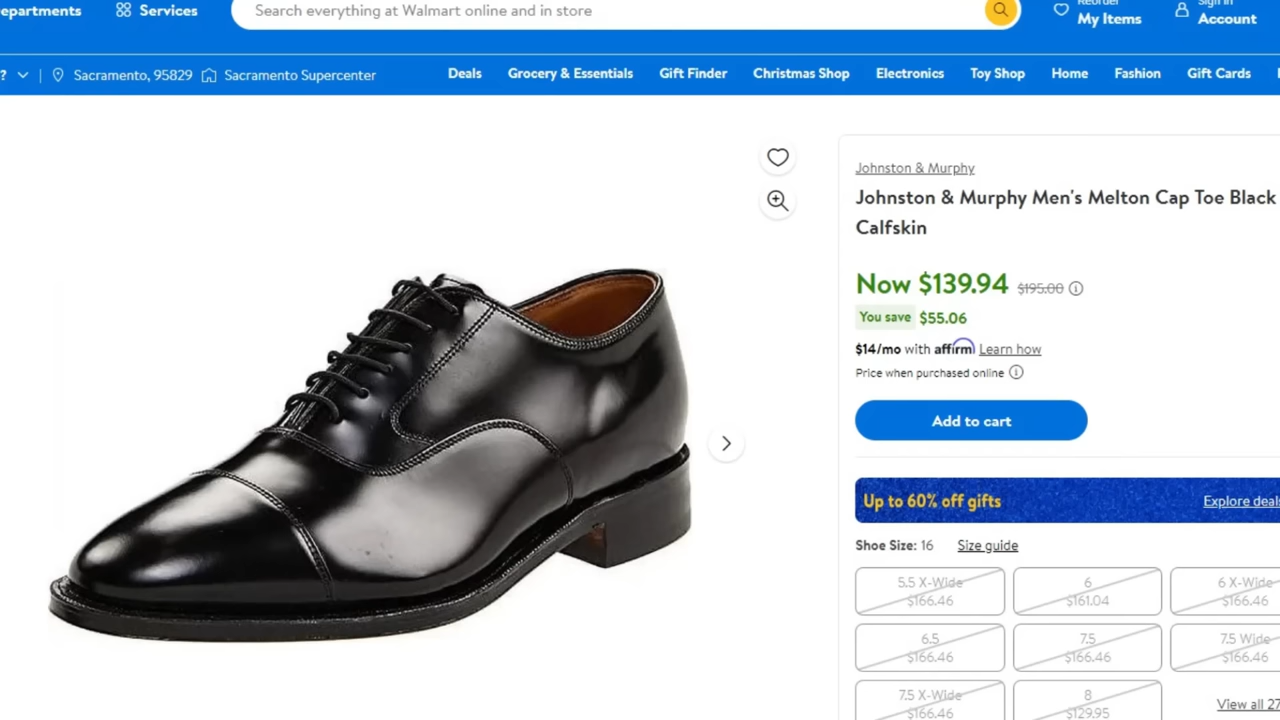 Services
Search everything at Walmart online and in store
My Items
Account
Sacramento, 95829
Sacramento Supercenter
Deals
Grocery & Essentials
Gift Finder
Christmas Shop
Electronics
Toy Shop
Home
Fashion
Gift Cards
Johnston & Murphy
Johnston & Murphy Men's Melton Cap Toe Black
Calfskin
Now $139.94 $195.00
You save $55.06
$14/mo with affirm Learn how
Price when purchased online
Add to cart
Up to 60% off gifts
Explore deals
Shoe Size: 16
Size guide
5.5 X-Wide
$166.46
6
$161.04
6 X-Wide
$166.46
6.5
$166.46
7.5
$166.46
7.5 Wide
$166.46
7.5 X-Wide
$166.46
8
$129.95
View all 27